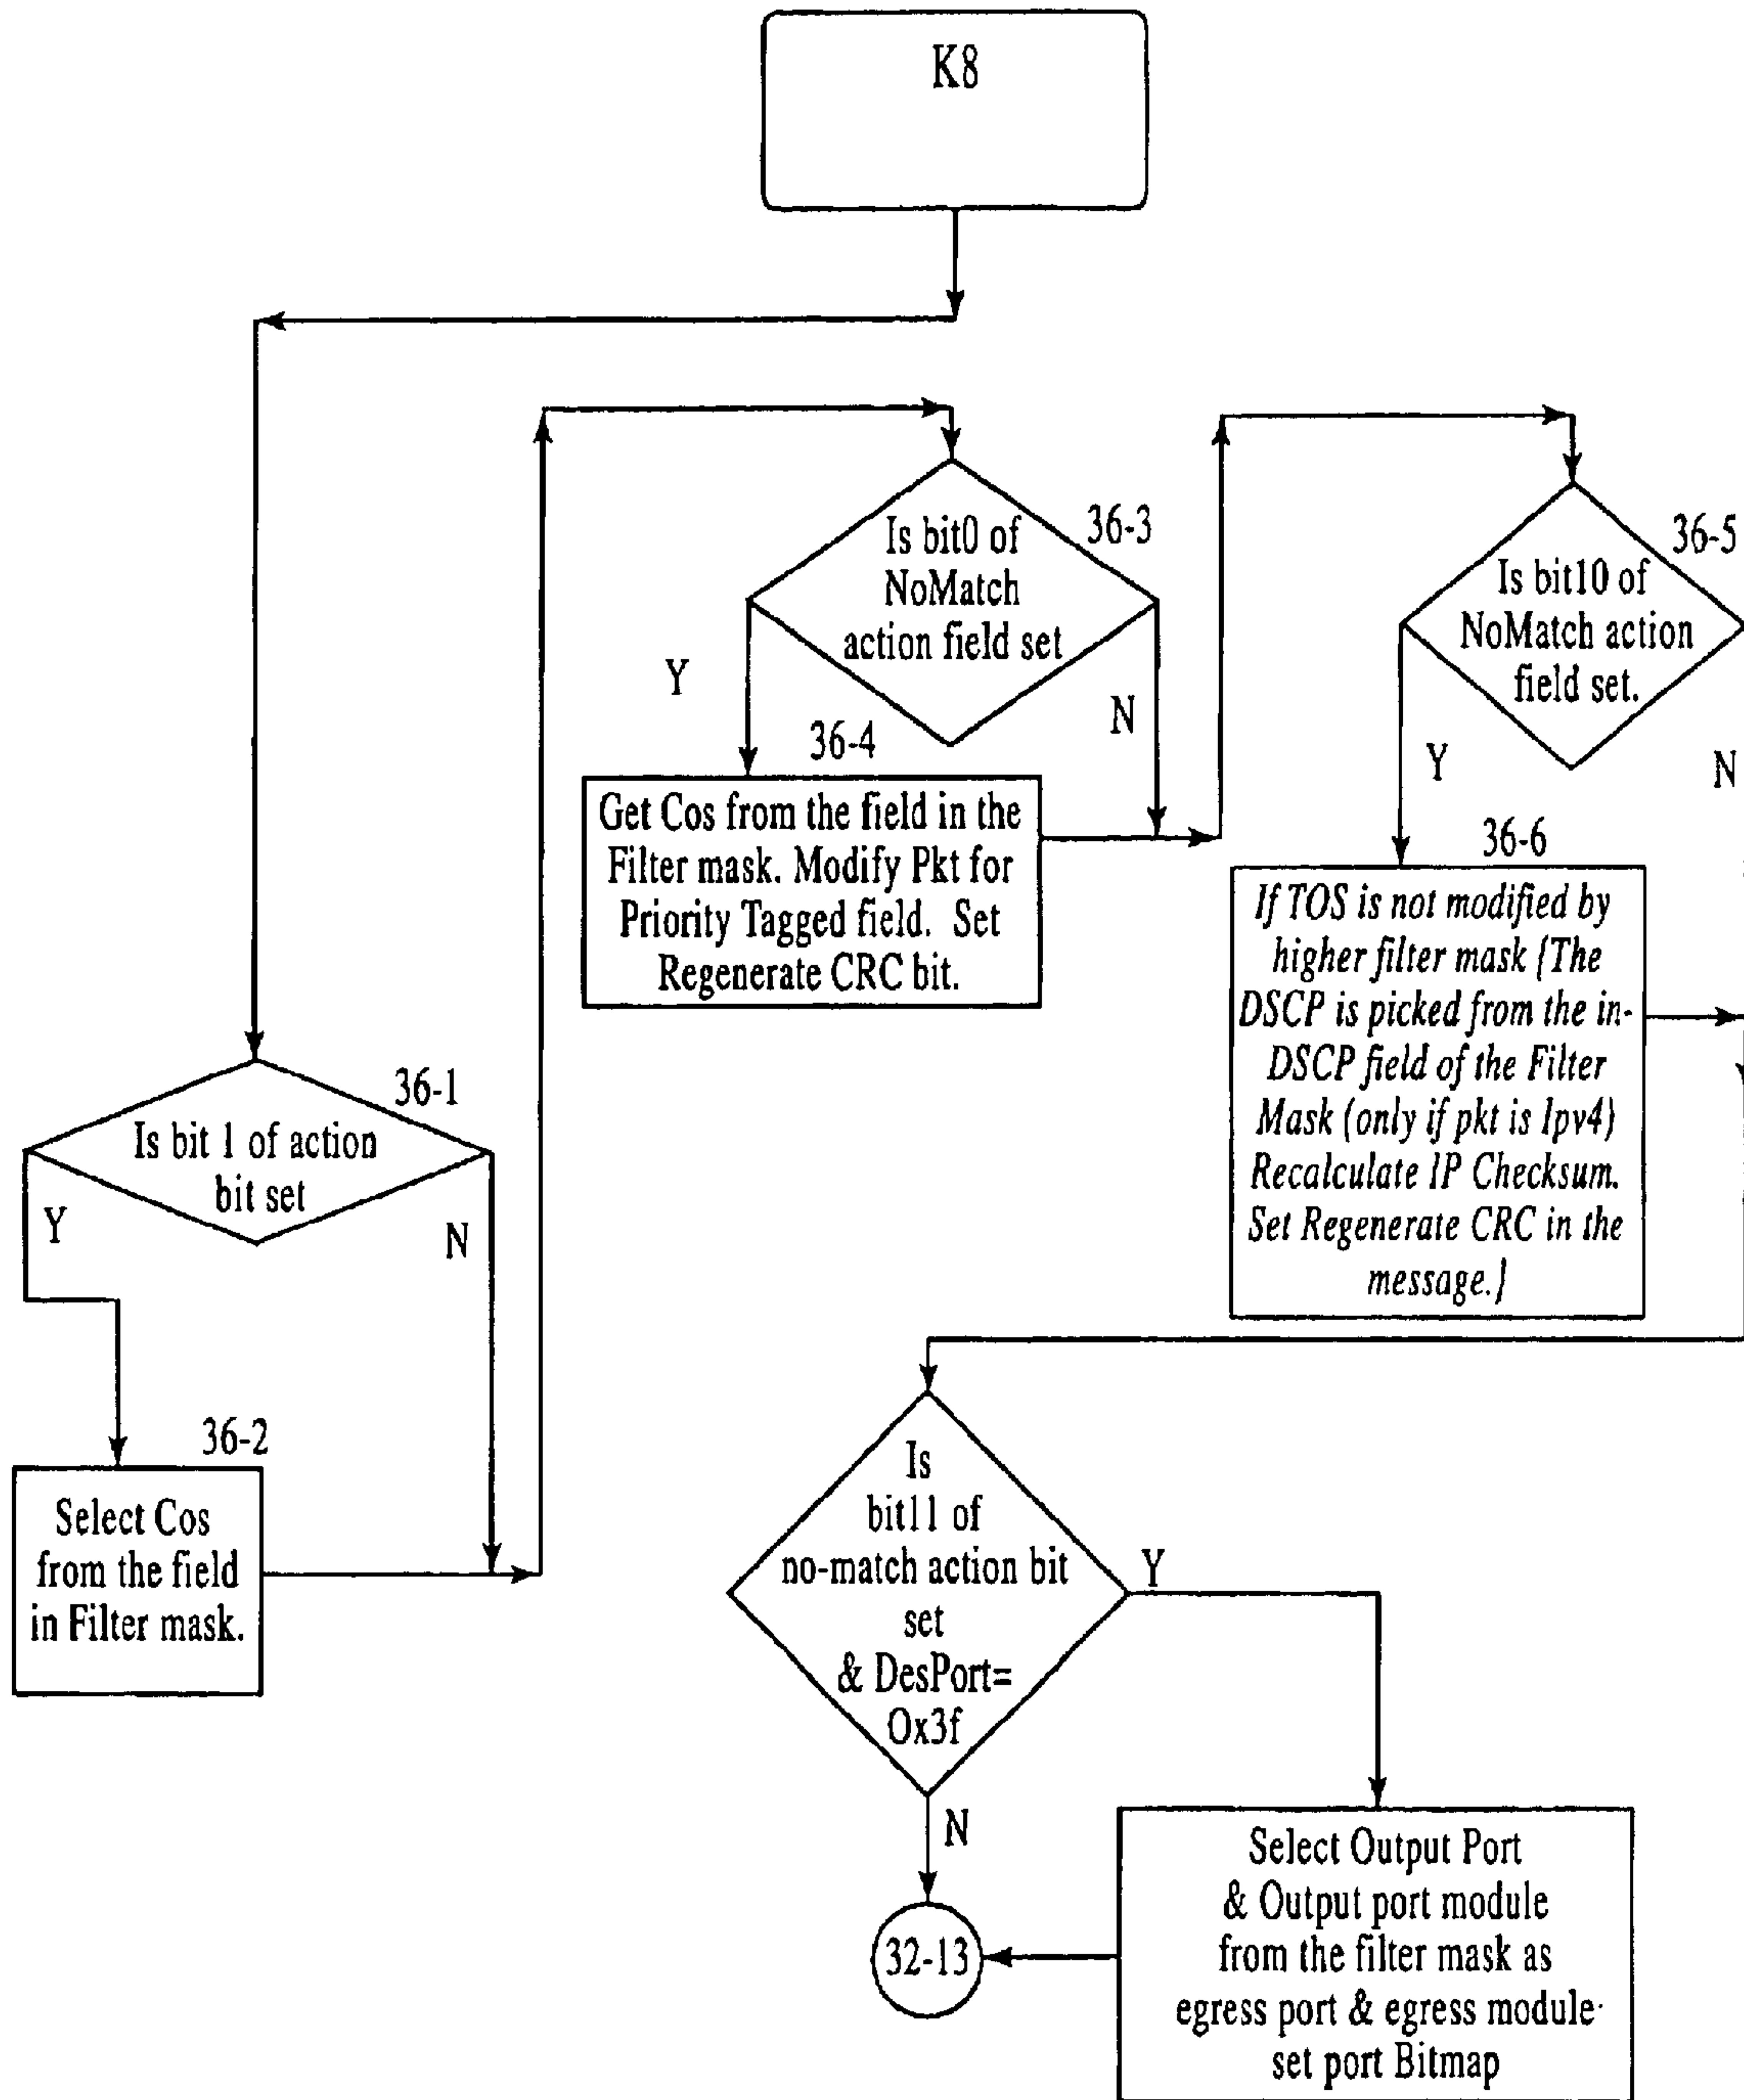 K8
36-1
Is bit 1 of action
bit set
Y
N
36-2
Select Cos
from the field
in Filter mask.
36-3
Is bit0 of
NoMatch
action field set
Y
N
36-4
Get Cos from the field in the
Filter mask. Modify Pkt for
Priority Tagged field. Set
Regenerate CRC bit.
36-5
Is bit10 of
NoMatch action
field set.
Y
N
36-6
If TOS is not modified by
higher filter mask [The
DSCP is picked from the in-
DSCP field of the Filter
Mask (only if pkt is Ipv4)
Recalculate IP Checksum.
Set Regenerate CRC in the
message.]
Is
bit11 of
no-match action bit
set
& DesPort=
0x3f
Y
N
32-13
Select Output Port
& Output port module
from the filter mask as
egress port & egress module
set port Bitmap